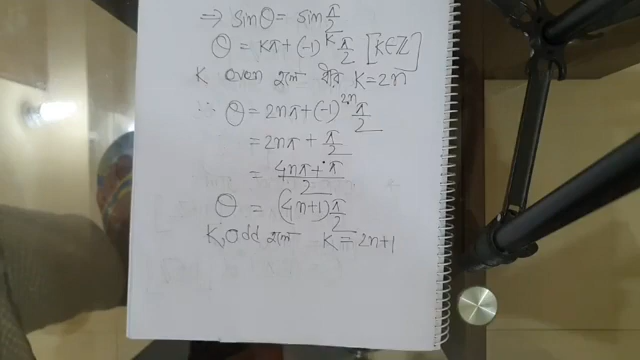 ⇒ sinθ = sin π/2
θ = kπ + (-1)^k π/2 [k∈ℤ]
K even হলে ধরি K = 2n
∴ θ = 2nπ + (-1)^2n π/2
= 2nπ + π/2
= 4nπ + π/2
θ = (4n+1) π/2
K, Odd হলে K = 2n+1